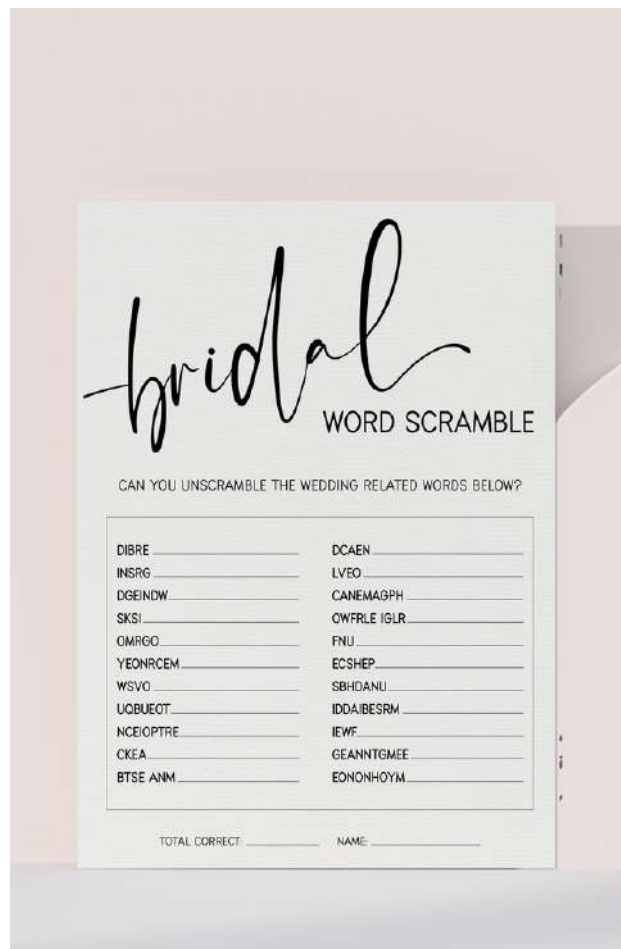 bridal
WORD SCRAMBLE
CAN YOU UNSCRAMBLE THE WEDDING RELATED WORDS BELOW?
DIBRE
INSRG
DGEINDW
SKSI
OMRGO
YEONRCEM
WSVO
UQBUEOT
NCEIOPTRE
CKEA
BTSE ANM
DCAEN
LVEO
CANEMAGPH
OWFRLE IGLR
FNU
ECSHEP
SBHDANU
IDDAIBESRM
IEWF
GEANNTGMEE
EONONHOYM
TOTAL CORRECT: NAME: